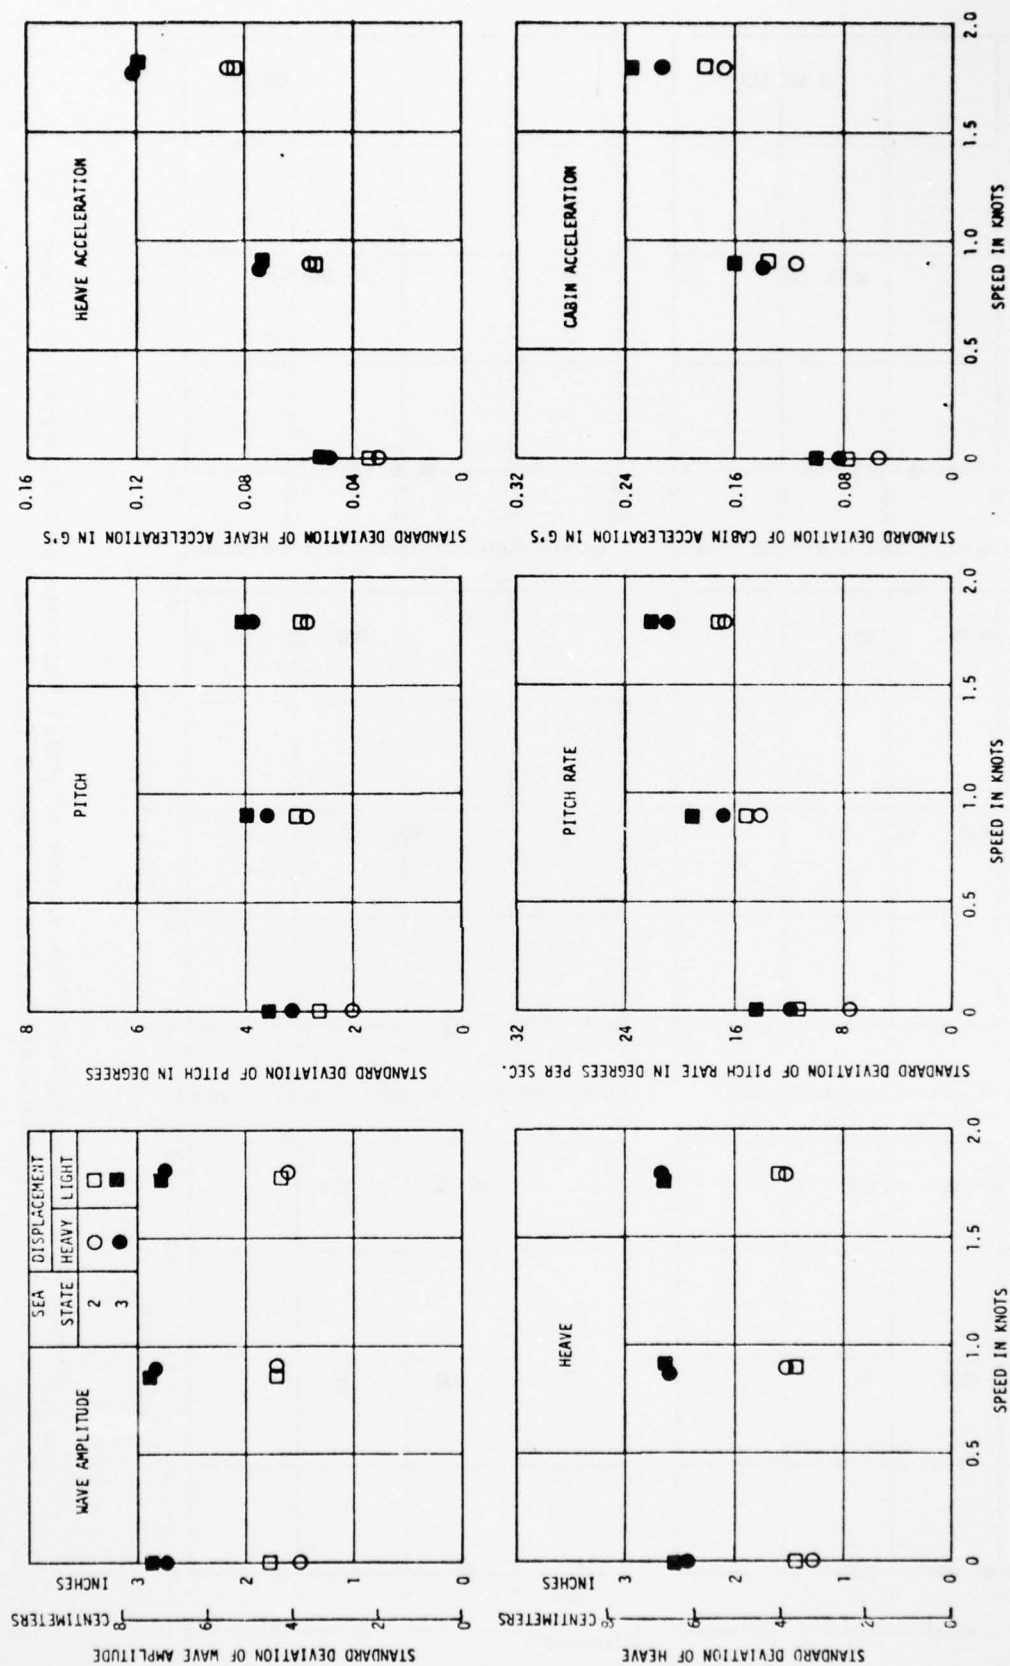 STANDARD DEVIATION OF WAVE AMPLITUDE
CENTIMETERS
INCHES
8
6
4
2
0
3
2
1
0
WAVE AMPLITUDE
SEA STATE
DISPLACEMENT
HEAVY LIGHT
2
3
STANDARD DEVIATION OF PITCH IN DEGREES
8
6
4
2
0
PITCH
STANDARD DEVIATION OF HEAVE ACCELERATION IN G'S
0.16
0.12
0.08
0.04
0
HEAVE ACCELERATION
STANDARD DEVIATION OF HEAVE
CENTIMETERS
INCHES
8
6
4
2
0
3
2
1
0
HEAVE
0 0.5 1.0 1.5 2.0
SPEED IN KNOTS
STANDARD DEVIATION OF PITCH RATE IN DEGREES PER SEC.
32
24
16
8
0
PITCH RATE
0 0.5 1.0 1.5 2.0
SPEED IN KNOTS
STANDARD DEVIATION OF CABIN ACCELERATION IN G'S
0.32
0.24
0.16
0.08
0
CABIN ACCELERATION
0 0.5 1.0 1.5 2.0
SPEED IN KNOTS